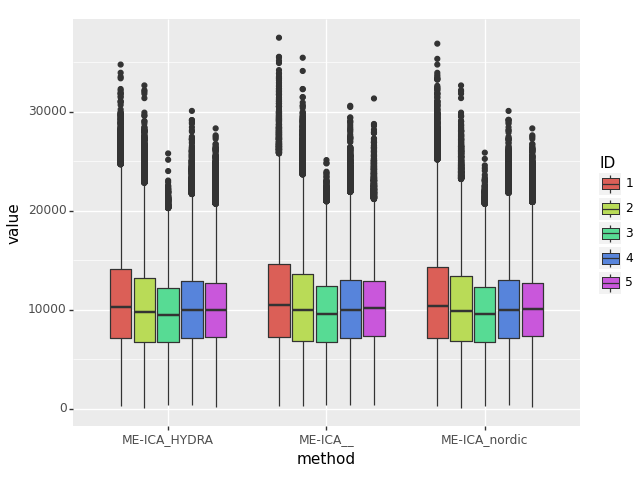 30000
20000
10000
0
value
ME-ICA_HYDRA
ME-ICA__
ME-ICA_nordic
method
ID
1
2
3
4
5